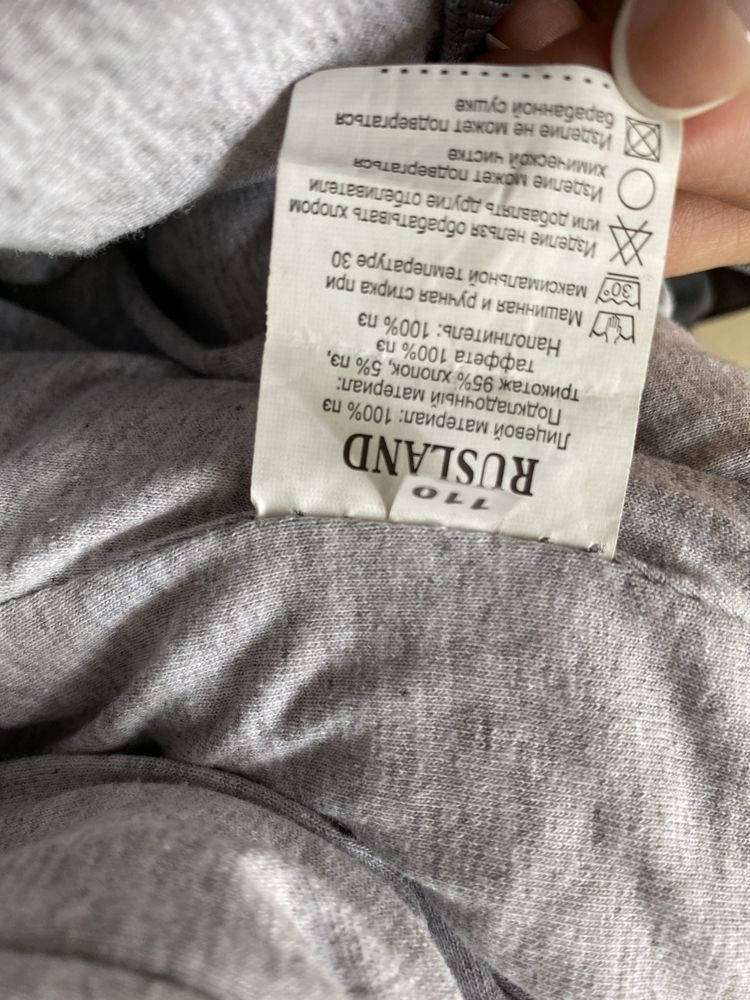 110
RUSLAND
Лицевой материал: 100% пэ
Подкладочный материал:
трикотаж 95% хлопок, 5% пэ,
таффета 100% пэ
Наполнитель: 100% пэ
Машинная и ручная стирка при
30° максимальной температуре 30
Изделие нельзя обрабатывать хлором
или добавлять другие отбеливатели
Изделие может подвергаться
химической чистке
Изделие не может подвергаться
барабанной сушке